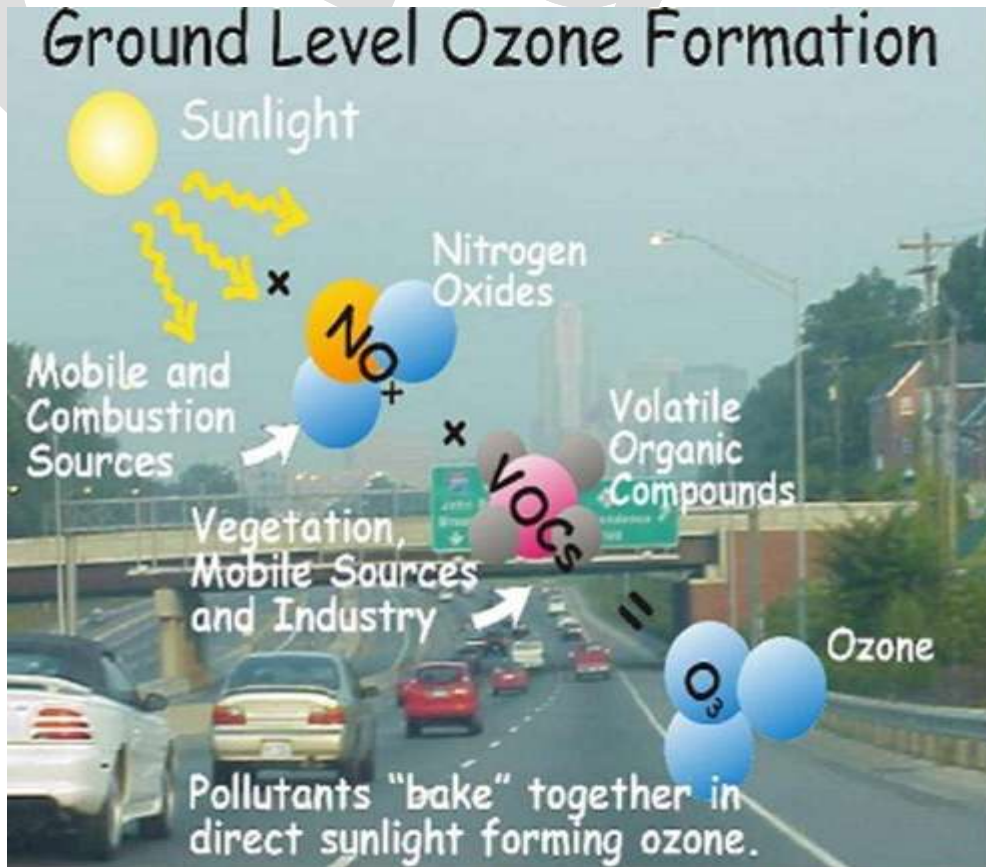 Ground Level Ozone Formation
Sunlight
x
Nitrogen
Oxides
NO+
Mobile and
Combustion
Sources
x
Volatile
Organic
Compounds
VOCs
Vegetation,
Mobile Sources
and Industry
=
Ozone
O3
Pollutants “bake” together in
direct sunlight forming ozone.